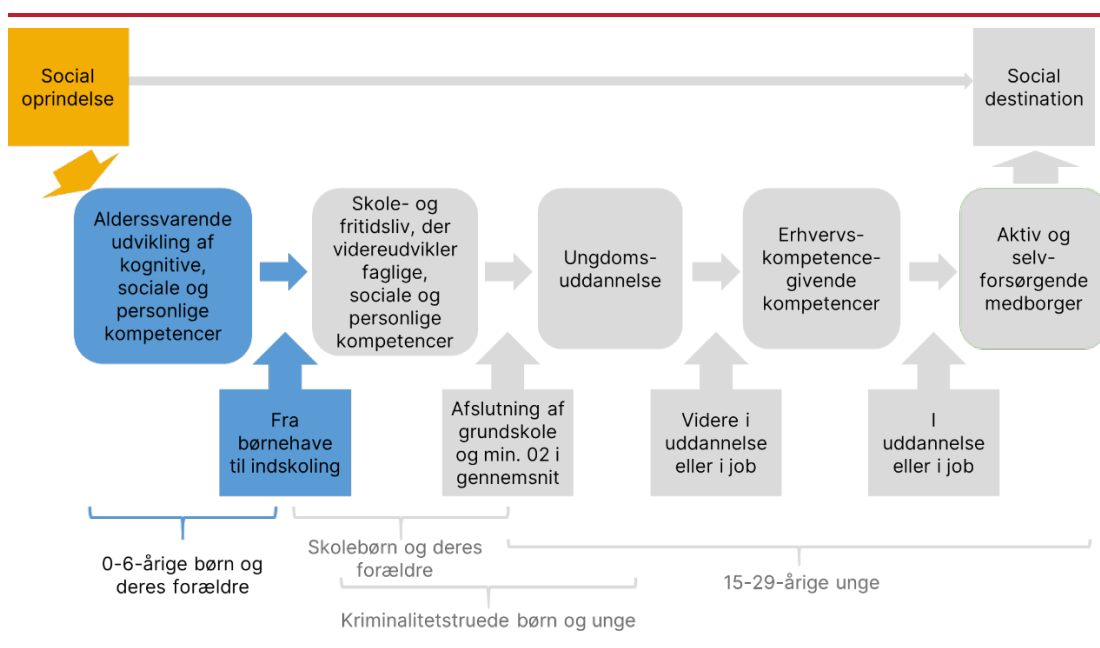 Social
oprindelse
Social
destination
Alderssvarende
udvikling af
kognitive,
sociale og
personlige
kompetencer
Skole- og
fritidsliv, der
videreudvikler
faglige,
sociale og
personlige
kompetencer
Ungdoms-
uddannelse
Erhvervs-
kompetence-
givende
kompetencer
Aktiv og
selv-
forsørgende
medborger
Fra
børnehave
til indskoling
Afslutning af
grundskole
og min. 02 i
gennemsnit
Videre i
uddannelse
eller i job
I
uddannelse
eller i job
0-6-årige børn og
deres forældre
Skolebørn og deres
forældre
15-29-årige unge
Kriminalitetstruede børn og unge